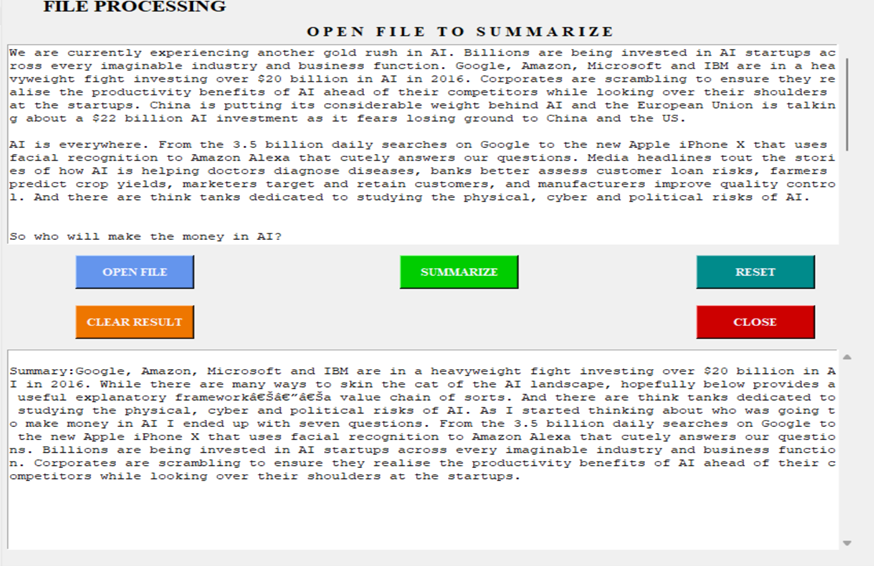 FILE PROCESSING
OPEN FILE TO SUMMARIZE
We are currently experiencing another gold rush in AI. Billions are being invested in AI startups ac
ross every imaginable industry and business function. Google, Amazon, Microsoft and IBM are in a hea
vyweight fight investing over $20 billion in AI in 2016. Corporates are scrambling to ensure they re
alise the productivity benefits of AI ahead of their competitors while looking over their shoulders
at the startups. China is putting its considerable weight behind AI and the European Union is talkin
g about a $22 billion AI investment as it fears losing ground to China and the US.
AI is everywhere. From the 3.5 billion daily searches on Google to the new Apple iPhone X that uses
facial recognition to Amazon Alexa that cutely answers our questions. Media headlines tout the stori
es of how AI is helping doctors diagnose diseases, banks better assess customer loan risks, farmers
predict crop yields, marketers target and retain customers, and manufacturers improve quality contro
l. And there are think tanks dedicated to studying the physical, cyber and political risks of AI.
So who will make the money in AI?
OPEN FILE
SUMMARIZE
RESET
CLEAR RESULT
CLOSE
Summary:Google, Amazon, Microsoft and IBM are in a heavyweight fight investing over $20 billion in A
I in 2016. While there are many ways to skin the cat of the AI landscape, hopefully below provides a
useful explanatory frameworkâ€Šâ€”â€Ša value chain of sorts. And there are think tanks dedicated to
studying the physical, cyber and political risks of AI. As I started thinking about who was going t
o make money in AI I ended up with seven questions. From the 3.5 billion daily searches on Google to
the new Apple iPhone X that uses facial recognition to Amazon Alexa that cutely answers our questio
ns. Billions are being invested in AI startups across every imaginable industry and business functio
n. Corporates are scrambling to ensure they realise the productivity benefits of AI ahead of their c
ompetitors while looking over their shoulders at the startups.